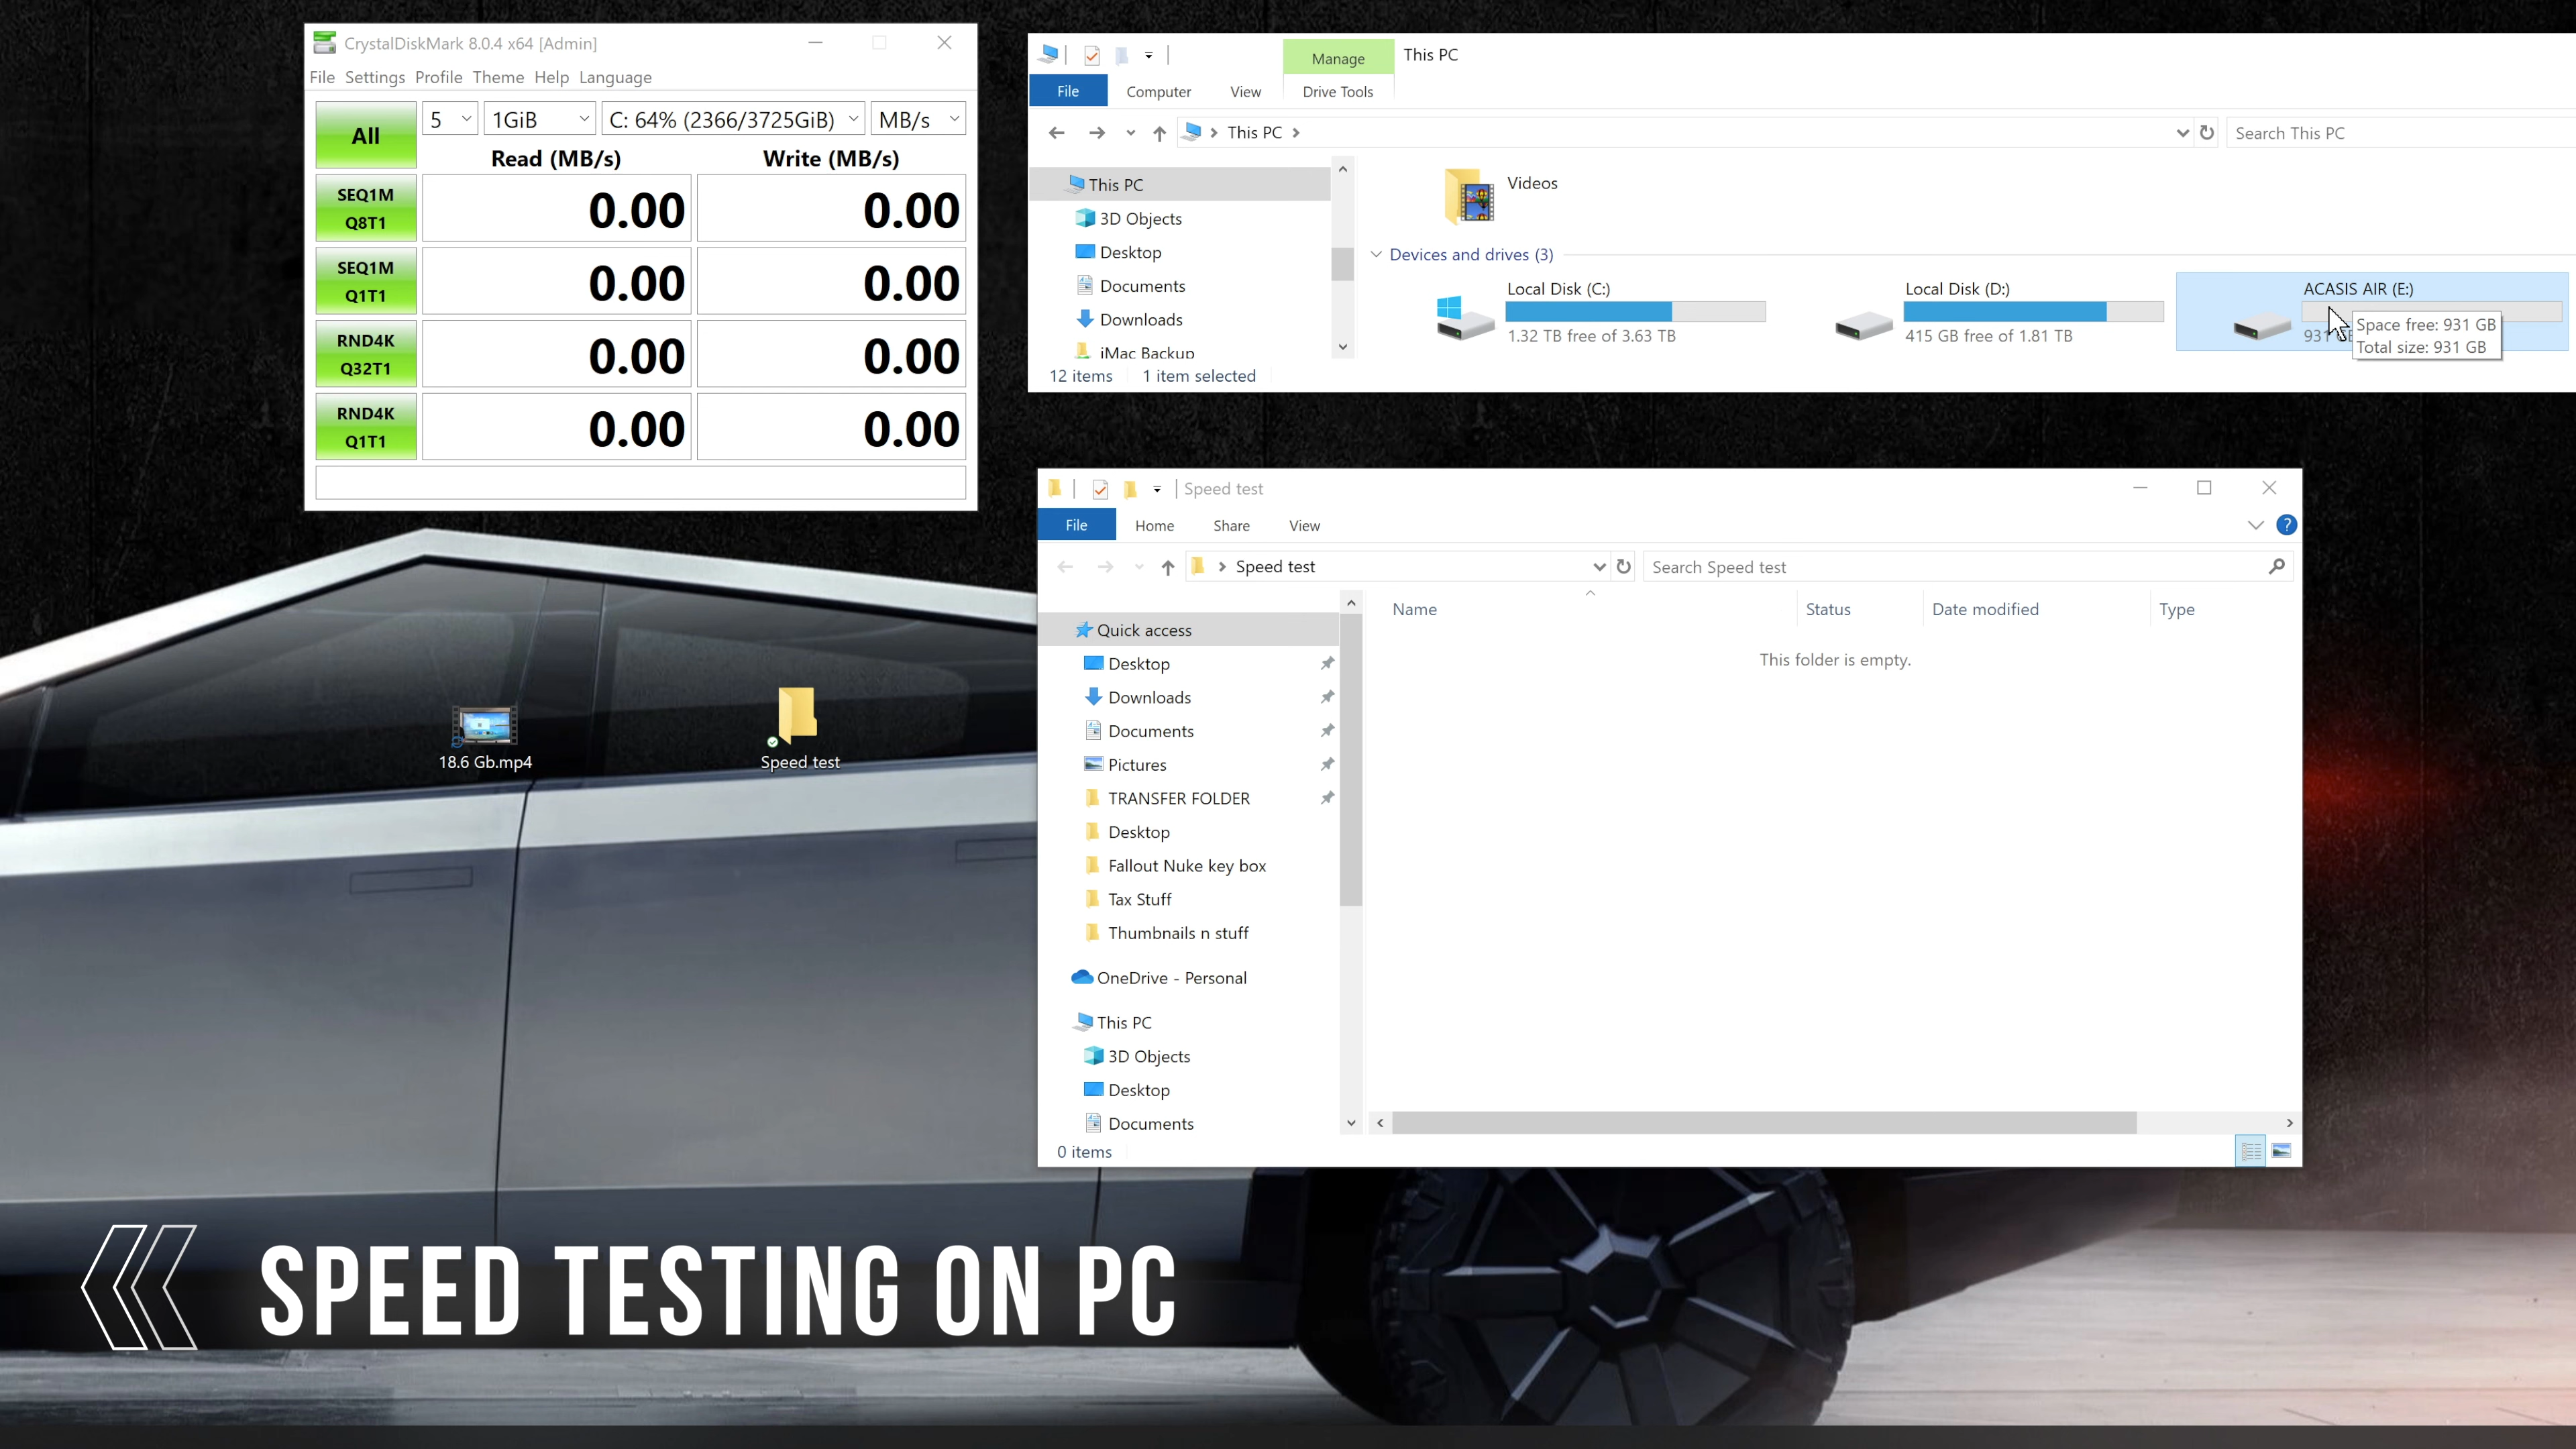 CrystalDiskMark 8.0.4 x64 [Admin]
File Settings Profile Theme Help Language
All
5 1GiB C: 64% (2366/3725GiB) MB/s
Read (MB/s) Write (MB/s)
SEQ1M
Q8T1
0.00 0.00
SEQ1M
Q1T1
0.00 0.00
RND4K
Q32T1
0.00 0.00
RND4K
Q1T1
0.00 0.00
Manage This PC
File Computer View Drive Tools
This PC
Search This PC
This PC
3D Objects
Desktop
Documents
Downloads
iMac Backup
Videos
Devices and drives (3)
Local Disk (C:)
1.32 TB free of 3.63 TB
Local Disk (D:)
415 GB free of 1.81 TB
ACASIS AIR (E:)
931
Space free: 931 GB
Total size: 931 GB
12 items 1 item selected
Speed test
File Home Share View
?
Speed test
Search Speed test
Name Status Date modified Type
This folder is empty.
Quick access
Desktop
Downloads
Documents
Pictures
TRANSFER FOLDER
Desktop
Fallout Nuke key box
Tax Stuff
Thumbnails n stuff
OneDrive - Personal
This PC
3D Objects
Desktop
Documents
0 items
18.6 Gb.mp4
Speed test
SPEED TESTING ON PC